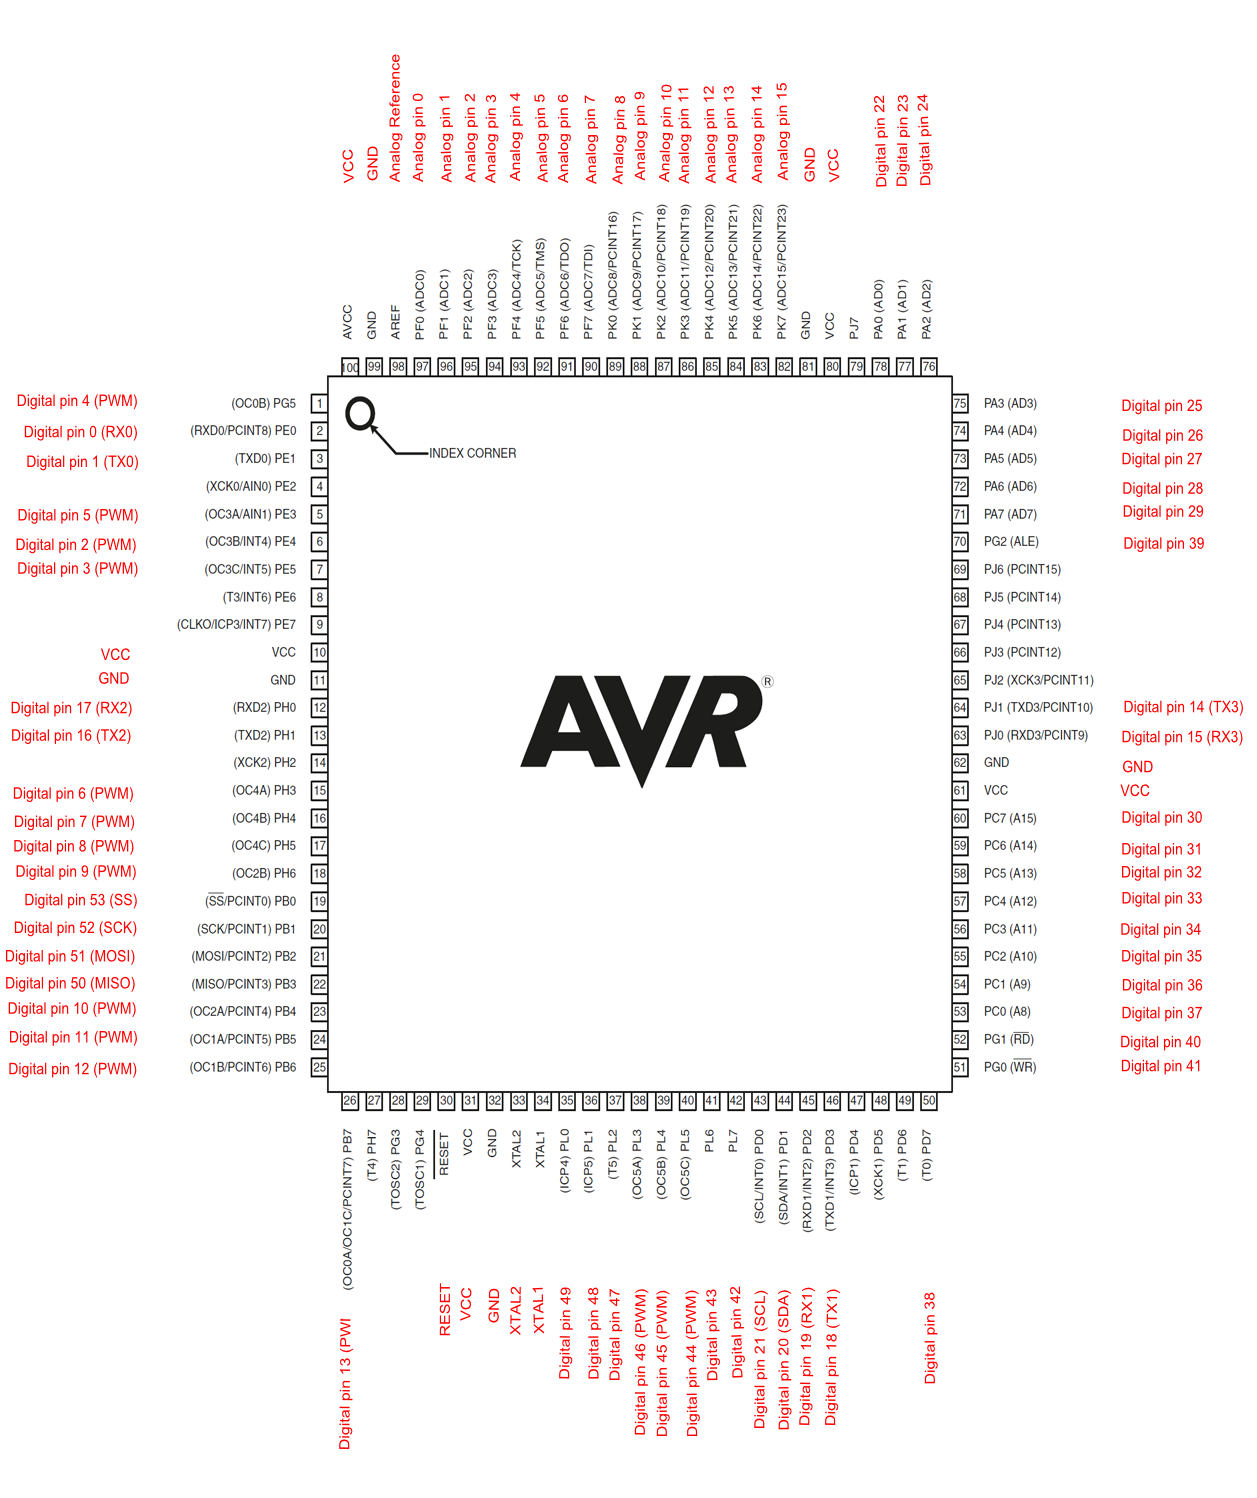 VCC
GND
Analog Reference
Analog pin 0
Analog pin 1
Analog pin 2
Analog pin 3
Analog pin 4
Analog pin 5
Analog pin 6
Analog pin 7
Analog pin 8
Analog pin 9
Analog pin 10
Analog pin 11
Analog pin 12
Analog pin 13
Analog pin 14
Analog pin 15
GND
VCC
Digital pin 22
Digital pin 23
Digital pin 24
AVCC
GND
AREF
PF0 (ADC0)
PF1 (ADC1)
PF2 (ADC2)
PF3 (ADC3)
PF4 (ADC4/TCK)
PF5 (ADC5/TMS)
PF6 (ADC6/TDO)
PF7 (ADC7/TDI)
PK0 (ADC8/PCINT16)
PK1 (ADC9/PCINT17)
PK2 (ADC10/PCINT18)
PK3 (ADC11/PCINT19)
PK4 (ADC12/PCINT20)
PK5 (ADC13/PCINT21)
PK6 (ADC14/PCINT22)
PK7 (ADC15/PCINT23)
GND
VCC
PJ7
PA0 (AD0)
PA1 (AD1)
PA2 (AD2)
100 99 98 97 96 95 94 93 92 91 90 89 88 87 86 85 84 83 82 81 80 79 78 77 76
Digital pin 4 (PWM) (OC0B) PG5 1 75 PA3 (AD3) Digital pin 25
Digital pin 0 (RX0) (RXD0/PCINT8) PE0 2 74 PA4 (AD4) Digital pin 26
INDEX CORNER
Digital pin 1 (TX0) (TXD0) PE1 3 73 PA5 (AD5) Digital pin 27
(XCK0/AIN0) PE2 4 72 PA6 (AD6) Digital pin 28
Digital pin 5 (PWM) (OC3A/AIN1) PE3 5 71 PA7 (AD7) Digital pin 29
Digital pin 2 (PWM) (OC3B/INT4) PE4 6 70 PG2 (ALE) Digital pin 39
Digital pin 3 (PWM) (OC3C/INT5) PE5 7 69 PJ6 (PCINT15)
(T3/INT6) PE6 8 68 PJ5 (PCINT14)
(CLKO/ICP3/INT7) PE7 9 67 PJ4 (PCINT13)
VCC VCC 10 66 PJ3 (PCINT12)
GND GND 11 65 PJ2 (XCK3/PCINT11)
Digital pin 17 (RX2) (RXD2) PH0 12 64 PJ1 (TXD3/PCINT10) Digital pin 14 (TX3)
AVR®
Digital pin 16 (TX2) (TXD2) PH1 13 63 PJ0 (RXD3/PCINT9) Digital pin 15 (RX3)
(XCK2) PH2 14 62 GND GND
Digital pin 6 (PWM) (OC4A) PH3 15 61 VCC VCC
Digital pin 7 (PWM) (OC4B) PH4 16 60 PC7 (A15) Digital pin 30
Digital pin 8 (PWM) (OC4C) PH5 17 59 PC6 (A14) Digital pin 31
Digital pin 9 (PWM) (OC2B) PH6 18 58 PC5 (A13) Digital pin 32
Digital pin 53 (SS) (SS/PCINT0) PB0 19 57 PC4 (A12) Digital pin 33
Digital pin 52 (SCK) (SCK/PCINT1) PB1 20 56 PC3 (A11) Digital pin 34
Digital pin 51 (MOSI) (MOSI/PCINT2) PB2 21 55 PC2 (A10) Digital pin 35
Digital pin 50 (MISO) (MISO/PCINT3) PB3 22 54 PC1 (A9) Digital pin 36
Digital pin 10 (PWM) (OC2A/PCINT4) PB4 23 53 PC0 (A8) Digital pin 37
Digital pin 11 (PWM) (OC1A/PCINT5) PB5 24 52 PG1 (RD) Digital pin 40
Digital pin 12 (PWM) (OC1B/PCINT6) PB6 25 51 PG0 (WR) Digital pin 41
26 27 28 29 30 31 32 33 34 35 36 37 38 39 40 41 42 43 44 45 46 47 48 49 50
(OC0A/OC1C/PCINT7) PB7
(T4) PH7
(TOSC2) PG3
(TOSC1) PG4
RESET
VCC
GND
XTAL2
XTAL1
(ICP4) PL0
(ICP5) PL1
(T5) PL2
(OC5A) PL3
(OC5B) PL4
(OC5C) PL5
PL6
PL7
(SCL/INT0) PD0
(SDA/INT1) PD1
(RXD1/INT2) PD2
(TXD1/INT3) PD3
(ICP1) PD4
(XCK1) PD5
(T1) PD6
(T0) PD7
Digital pin 13 (PWI
RESET
VCC
GND
XTAL2
XTAL1
Digital pin 49
Digital pin 48
Digital pin 47
Digital pin 46 (PWM)
Digital pin 45 (PWM)
Digital pin 44 (PWM)
Digital pin 43
Digital pin 42
Digital pin 21 (SCL)
Digital pin 20 (SDA)
Digital pin 19 (RX1)
Digital pin 18 (TX1)
Digital pin 38